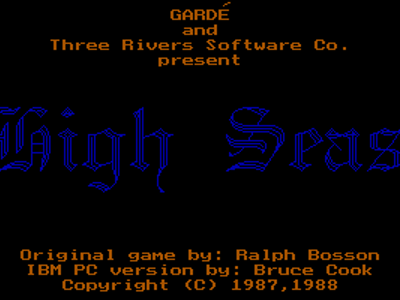 GARDÉ
and
Three Rivers Software Co.
present
High Seas
Original game by: Ralph Bosson
IBM PC version by: Bruce Cook
Copyright (C) 1987,1988